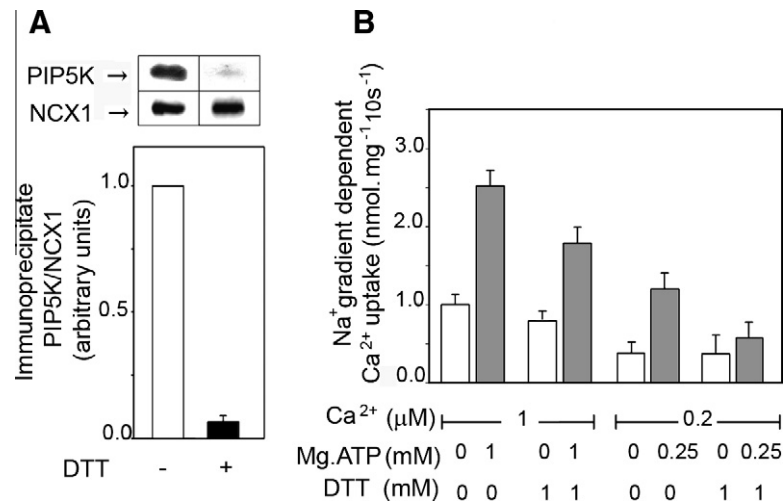 A
PIP5K →
NCX1 →
Immunoprecipitate
PIP5K/NCX1
(arbitrary units)
1.0
0.5
0.0
DTT - +
B
Na⁺gradient dependent
Ca²⁺ uptake (nmol.mg⁻¹10s⁻¹)
3.0
2.0
1.0
0.0
Ca²⁺ (μM) 1 0.2
Mg.ATP(mM) 0 1 0 1 0 0.25 0 0.25
DTT (mM) 0 0 1 1 0 0 1 1